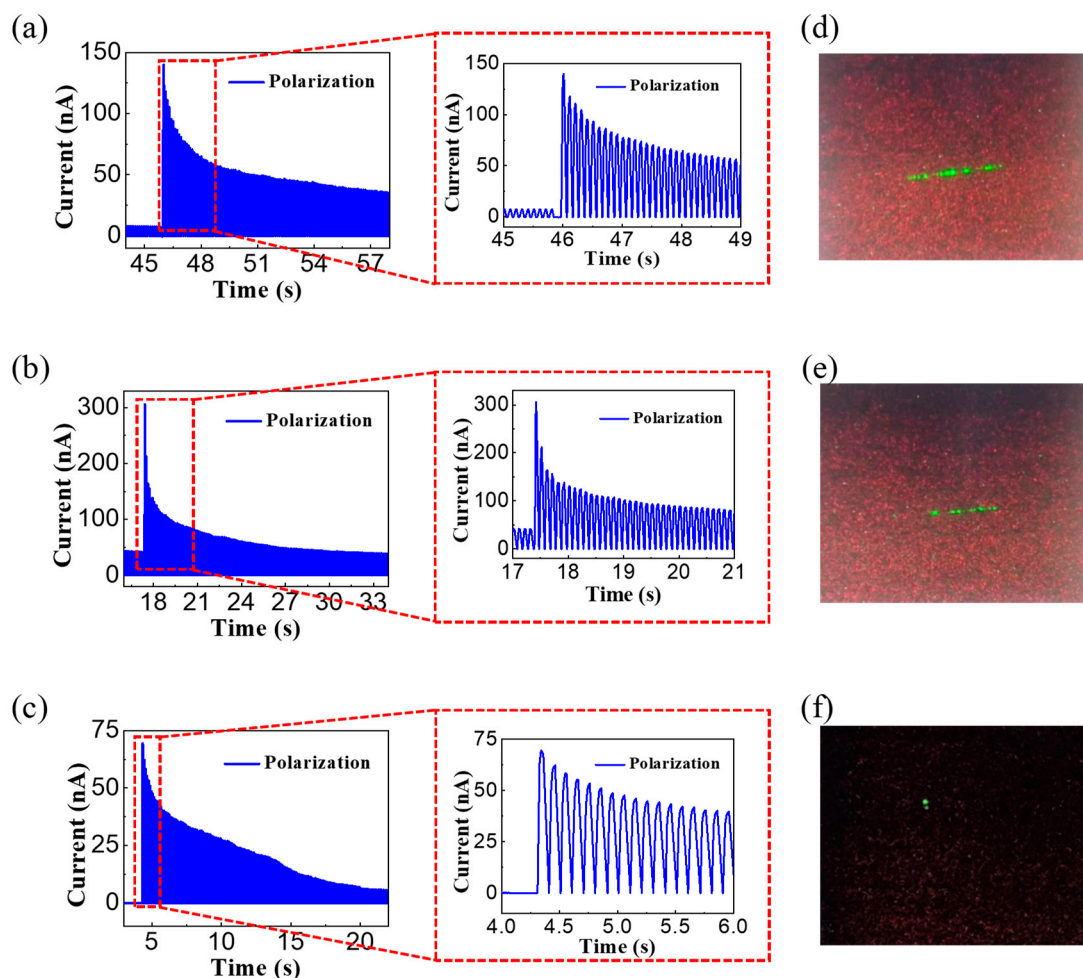 (a)
150
100
50
0
Current (nA)
Polarization
45 48 51 54 57
Time (s)
150
100
50
0
Current (nA)
Polarization
45 46 47 48 49
Time (s)
(d)
(b)
300
200
100
0
Current (nA)
Polarization
18 21 24 27 30 33
Time (s)
300
200
100
0
Current (nA)
Polarization
17 18 19 20 21
Time (s)
(e)
(c)
75
50
25
0
Current (nA)
Polarization
5 10 15 20
Time (s)
75
50
25
0
Current (nA)
Polarization
4.0 4.5 5.0 5.5 6.0
Time (s)
(f)